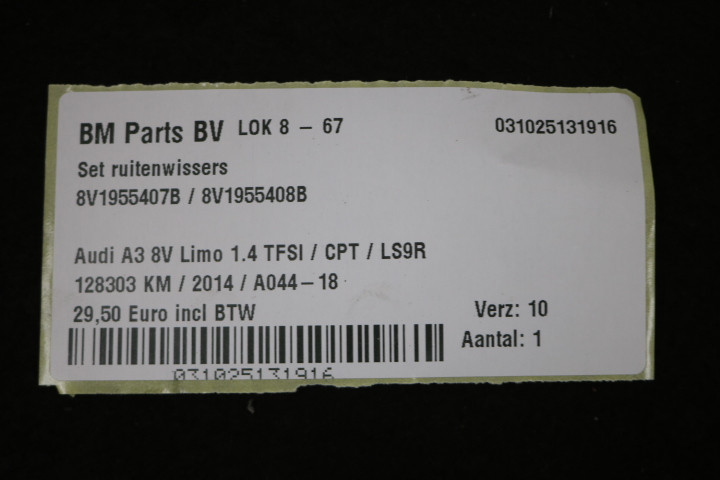 BM Parts BV LOK 8 - 67 031025131916
Set ruitenwissers
8V1955407B / 8V1955408B
Audi A3 8V Limo 1.4 TFSI / CPT / LS9R
128303 KM / 2014 / A044-18
29,50 Euro incl BTW Verz: 10
Aantal: 1
031025131916